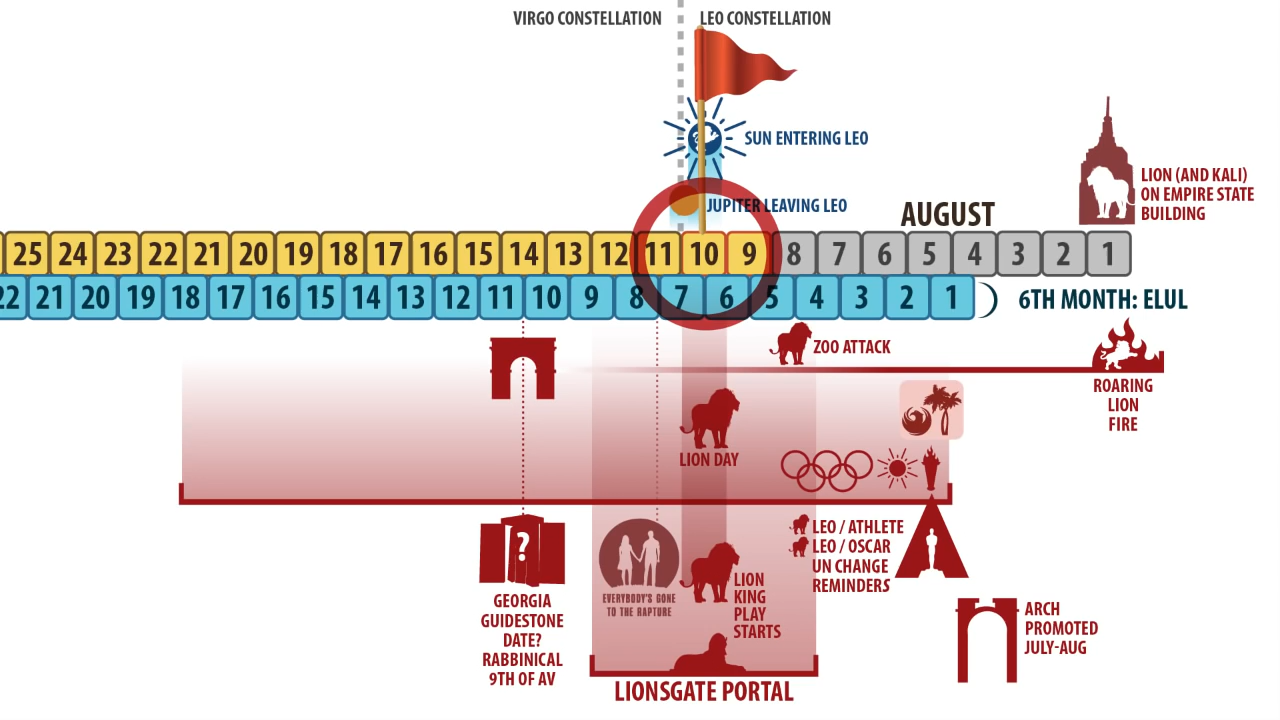 VIRGO CONSTELLATION
LEO CONSTELLATION
SUN ENTERING LEO
JUPITER LEAVING LEO
AUGUST
LION (AND KALI)
ON EMPIRE STATE
BUILDING
25 24 23 22 21 20 19 18 17 16 15 14 13 12 11 10 9 8 7 6 5 4 3 2 1
22 21 20 19 18 17 16 15 14 13 12 11 10 9 8 7 6 5 4 3 2 1
6TH MONTH: ELUL
ZOO ATTACK
ROARING
LION
FIRE
LION DAY
LEO / ATHLETE
LEO / OSCAR
UN CHANGE
REMINDERS
?
GEORGIA
GUIDESTONE
DATE?
RABBINICAL
9TH OF AV
EVERYBODY'S GONE
TO THE RAPTURE
LION
KING
PLAY
STARTS
ARCH
PROMOTED
JULY-AUG
LIONSGATE PORTAL